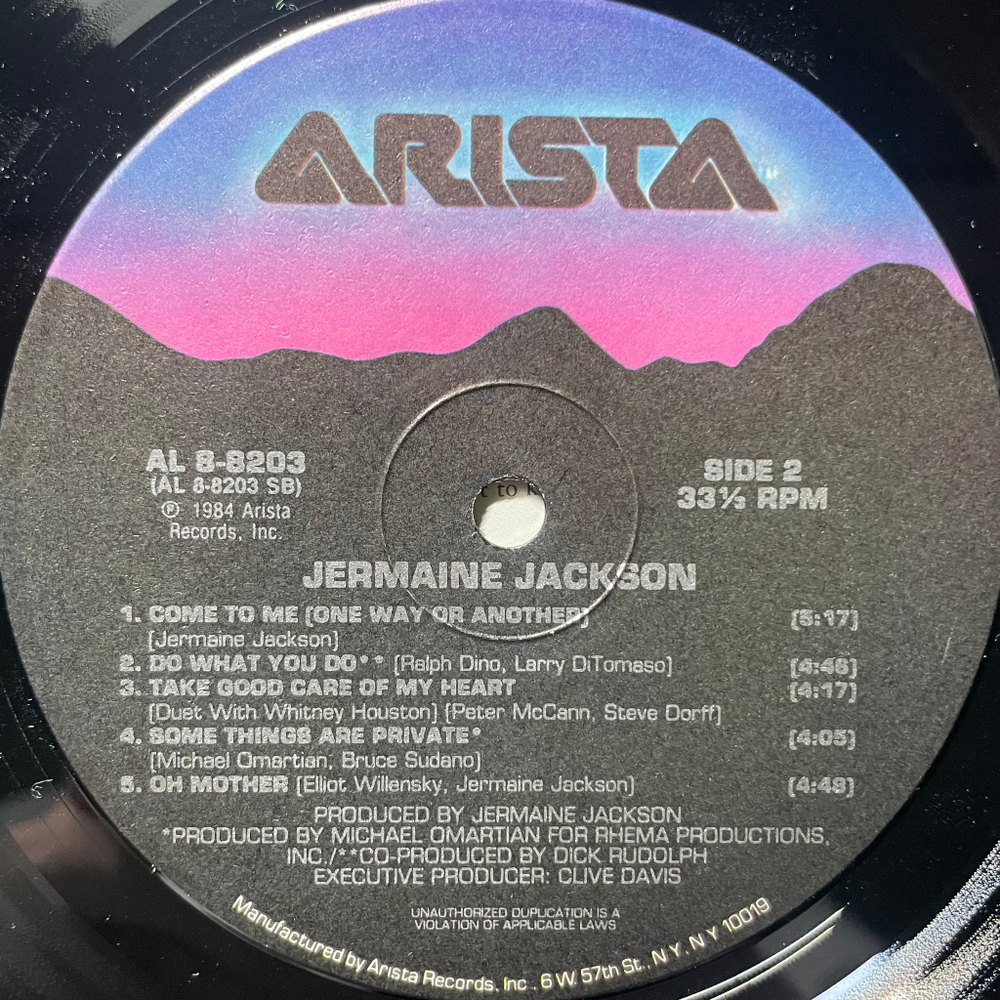 ARISTA
TM
AL 8-8203
(AL 8-8203 SB)
℗ 1984 Arista
Records, Inc.
SIDE 2
33⅓ RPM
t to
JERMAINE JACKSON
1. COME TO ME (ONE WAY OR ANOTHER) [5:17]
[Jermaine Jackson]
2. DO WHAT YOU DO** [Ralph Dino, Larry DiTomaso] [4:46]
3. TAKE GOOD CARE OF MY HEART [4:17]
[Duet With Whitney Houston] [Peter McCann, Steve Dorff]
4. SOME THINGS ARE PRIVATE* [4:05]
[Michael Omartian, Bruce Sudano]
5. OH MOTHER [Elliot Willensky, Jermaine Jackson] [4:48]
PRODUCED BY JERMAINE JACKSON
*PRODUCED BY MICHAEL OMARTIAN FOR RHEMA PRODUCTIONS,
INC./**CO-PRODUCED BY DICK RUDOLPH
EXECUTIVE PRODUCER: CLIVE DAVIS
UNAUTHORIZED DUPLICATION IS A
VIOLATION OF APPLICABLE LAWS
Manufactured by Arista Records, Inc., 6 W. 57th St., N.Y., N.Y. 10019